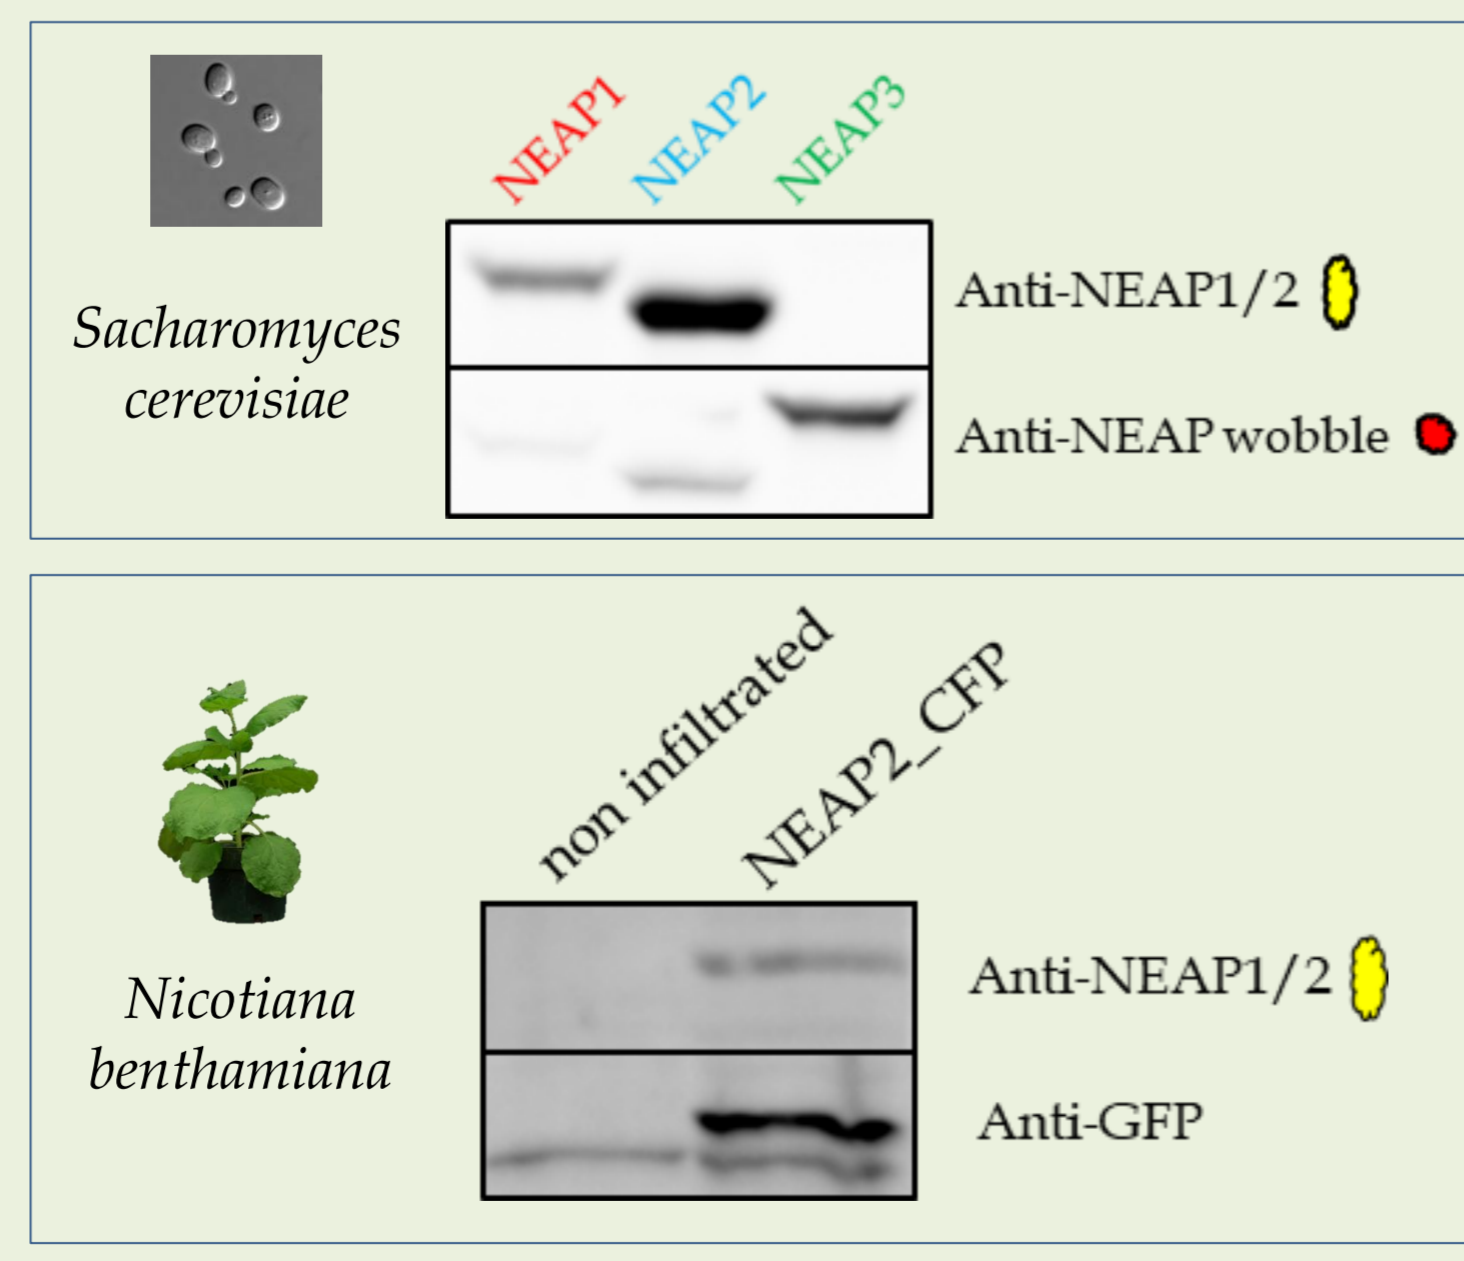 NEAP1
NEAP2
NEAP3
Anti-NEAP1/2
Sacharomyces
cerevisiae
Anti-NEAP wobble
non infiltrated
NEAP2_CFP
Anti-NEAP1/2
Nicotiana
benthamiana
Anti-GFP